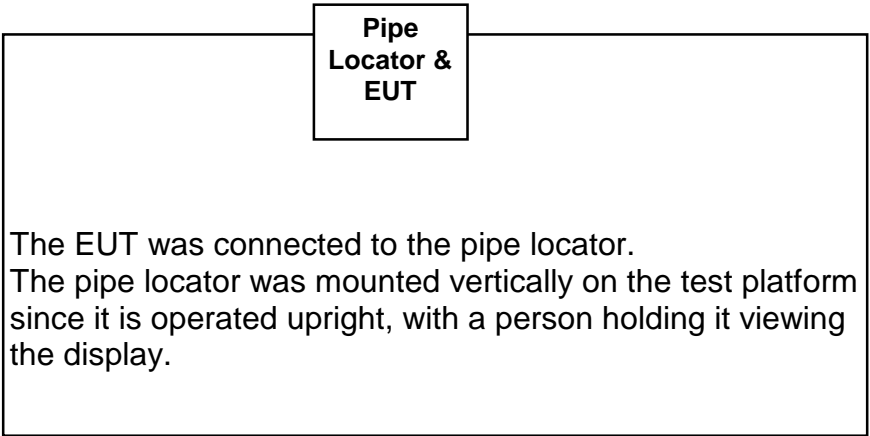 Pipe
Locator &
EUT
The EUT was connected to the pipe locator.
The pipe locator was mounted vertically on the test platform
since it is operated upright, with a person holding it viewing
the display.